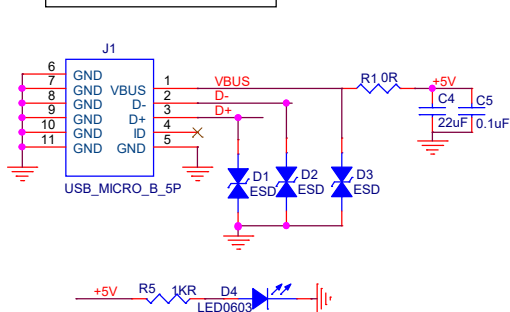 J1
6 GND
7 GND VBUS 1 VBUS R1 0R +5V
8 GND D- 2 D-
9 GND D+ 3 D+ C4 C5
10 GND ID 4 22uF 0.1uF
11 GND GND 5
USB_MICRO_B_5P
D1 D2 D3
ESD ESD ESD
+5V R5 1KR D4
LED0603